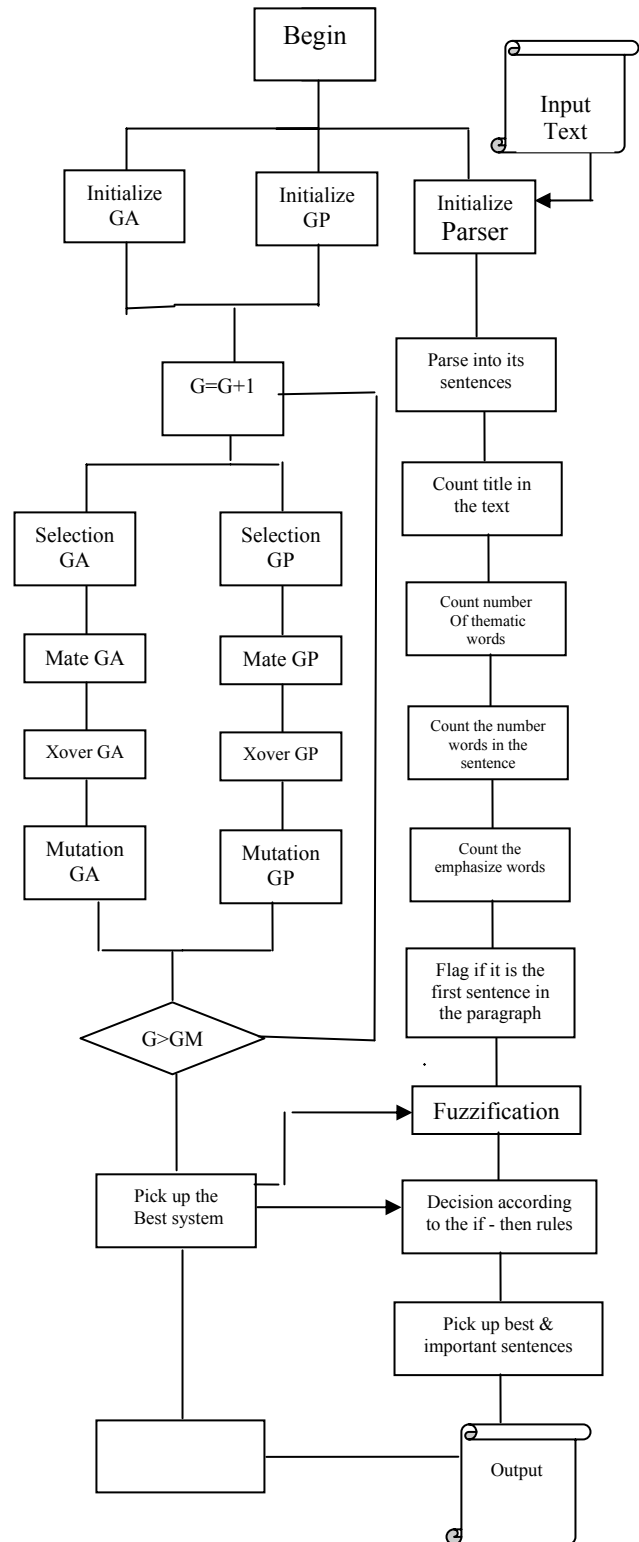 Begin
Input
Text
Initialize
GA
Initialize
GP
Initialize
Parser
Parse into its
sentences
G=G+1
Count title in
the text
Selection
GA
Selection
GP
Count number
Of thematic
words
Mate GA
Mate GP
Count the number
words in the
sentence
Xover GA
Xover GP
Mutation
GA
Mutation
GP
Count the
emphasize words
Flag if it is the
first sentence in
the paragraph
G>GM
Fuzzification
Pick up the
Best system
Decision according
to the if - then rules
Pick up best &
important sentences
Output